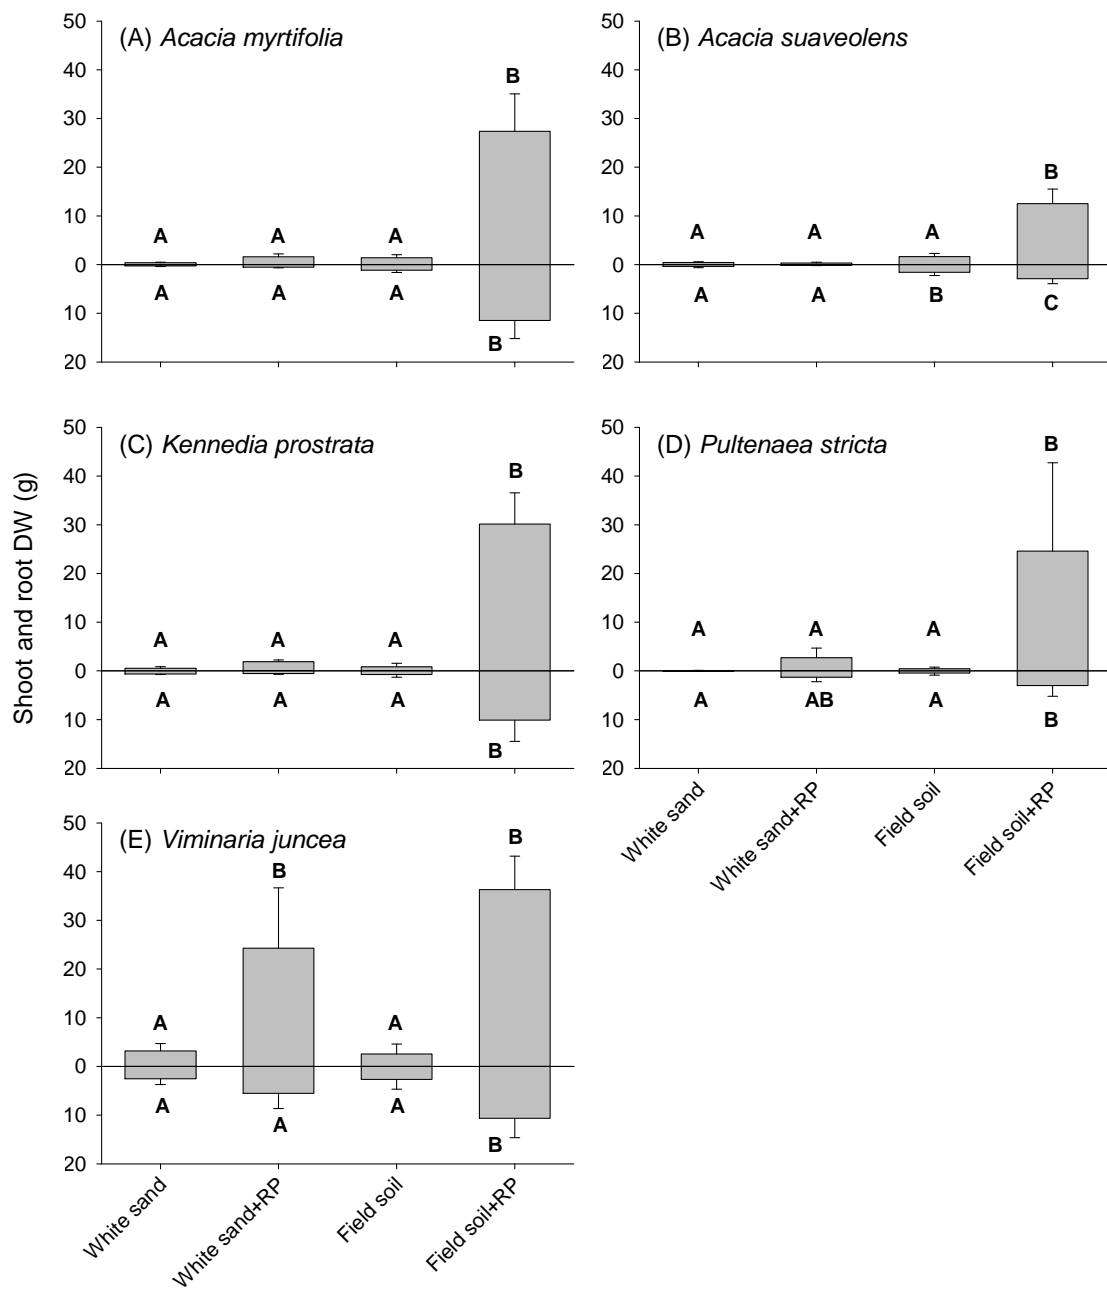 Shoot and root DW (g)
(A) Acacia myrtifolia
50
40
30
20
10
0
10
20
A A A B
A A A B
(B) Acacia suaveolens
50
40
30
20
10
0
10
20
A A A B
A A B C
(C) Kennedia prostrata
50
40
30
20
10
0
10
20
A A A B
A A A B
(D) Pultenaea stricta
50
40
30
20
10
0
10
20
A A A B
A AB A B
White sand
White sand+RP
Field soil
Field soil+RP
(E) Viminaria juncea
50
40
30
20
10
0
10
20
A B A B
A A A B
White sand
White sand+RP
Field soil
Field soil+RP